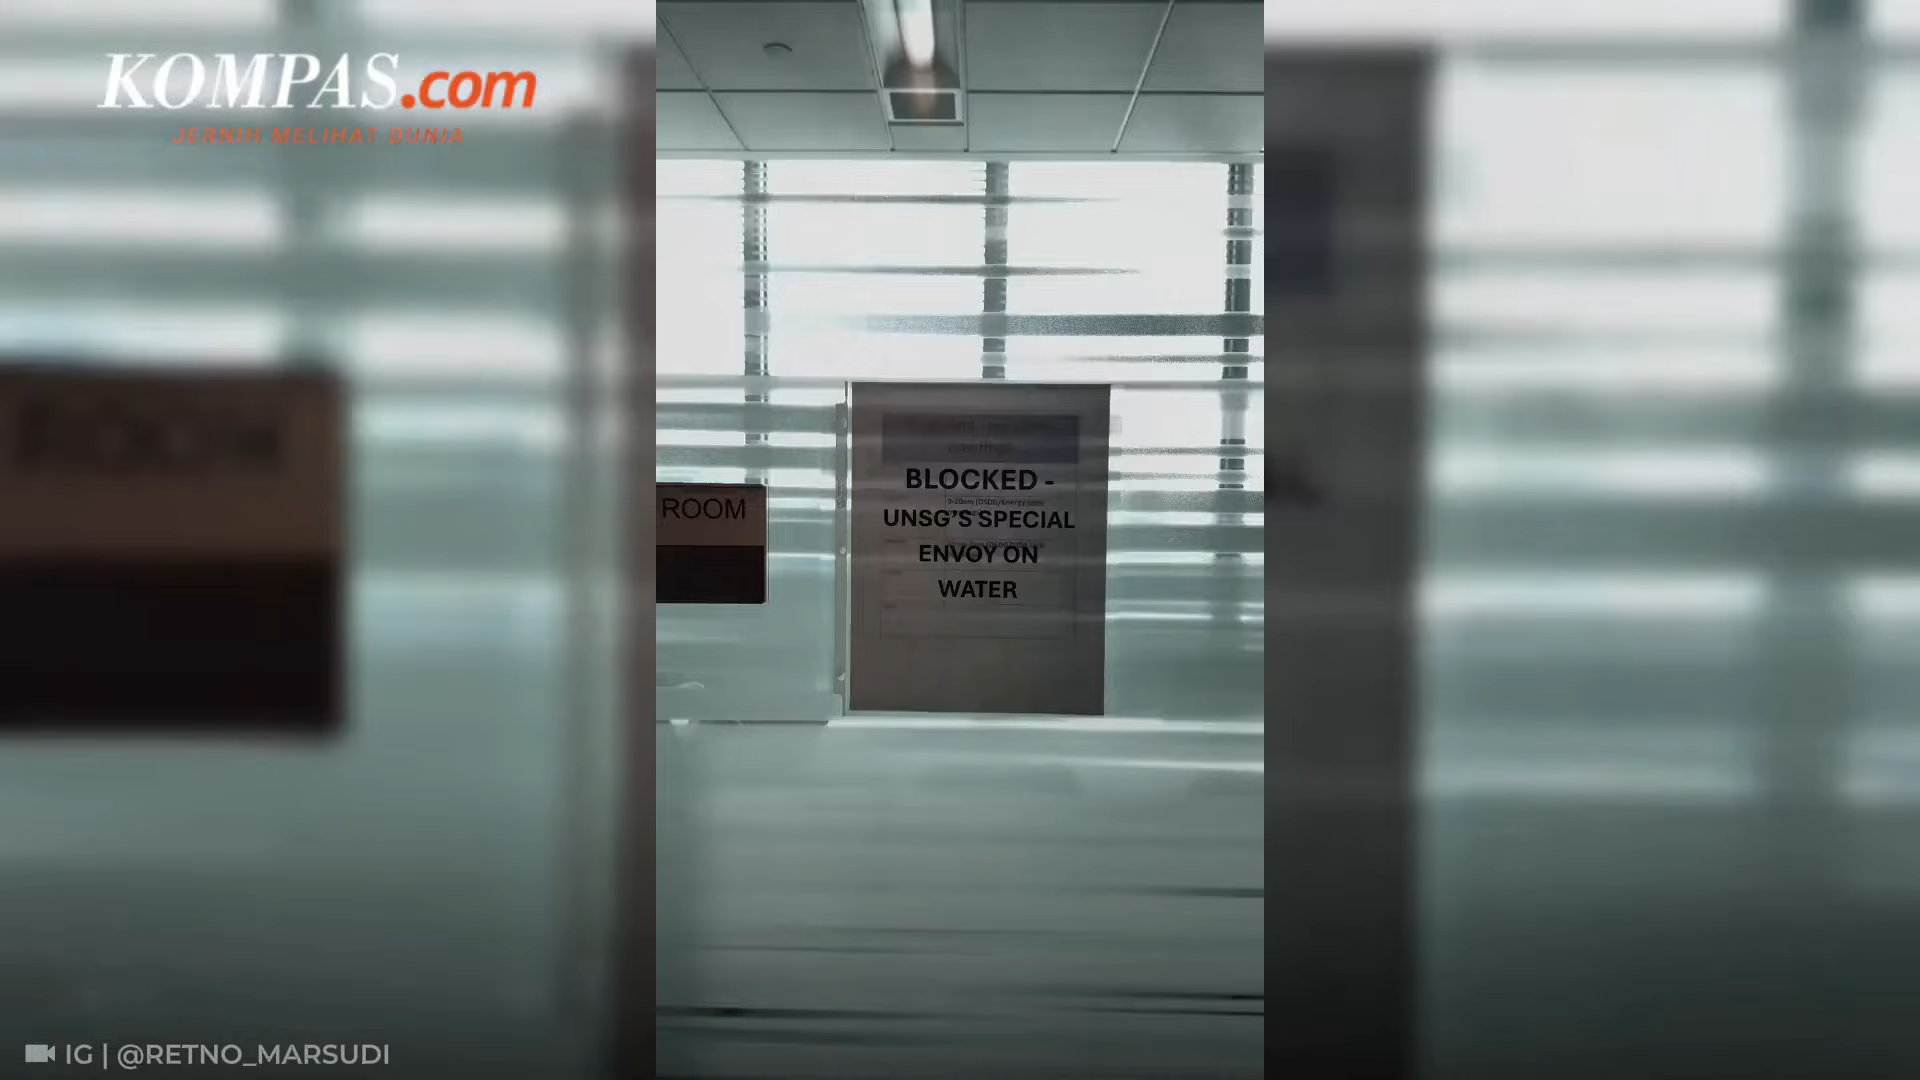 KOMPAS.com
JERNIH MELIHAT DUNIA
ROOM
BLOCKED -
UNSG'S SPECIAL
ENVOY ON
WATER
IG | @RETNO_MARSUDI